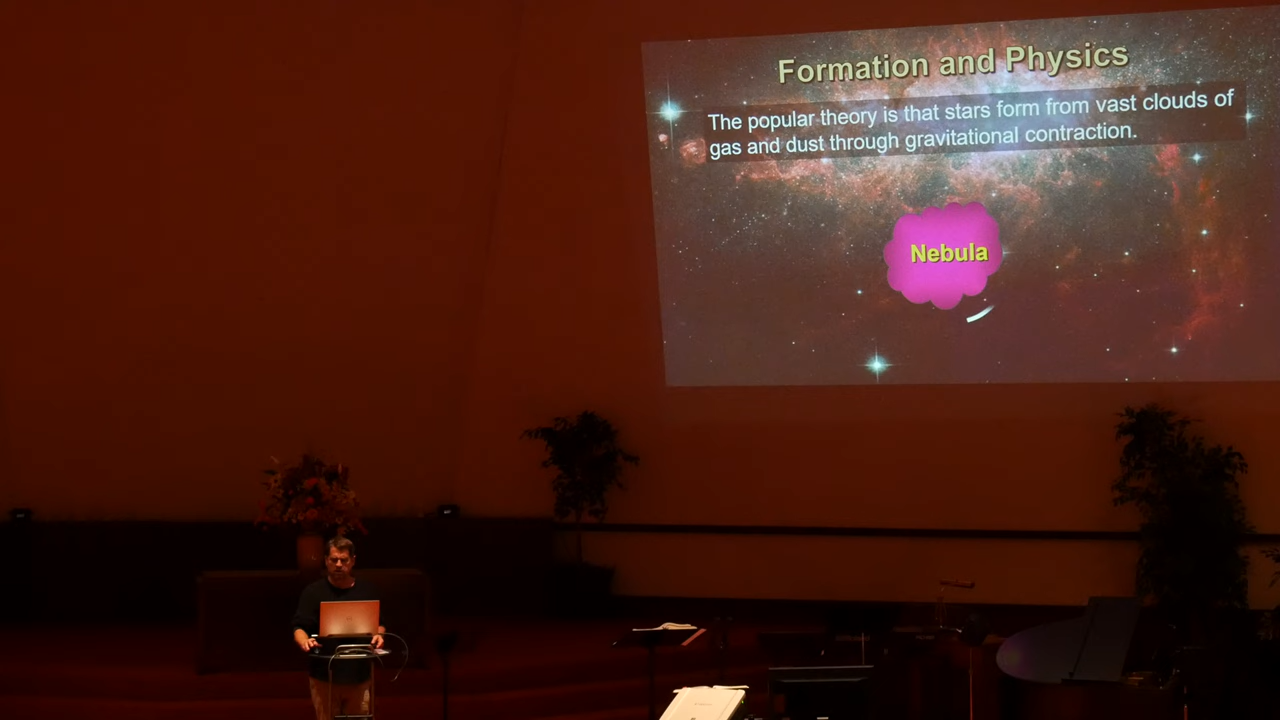 Formation and Physics
The popular theory is that stars form from vast clouds of
gas and dust through gravitational contraction.
Nebula